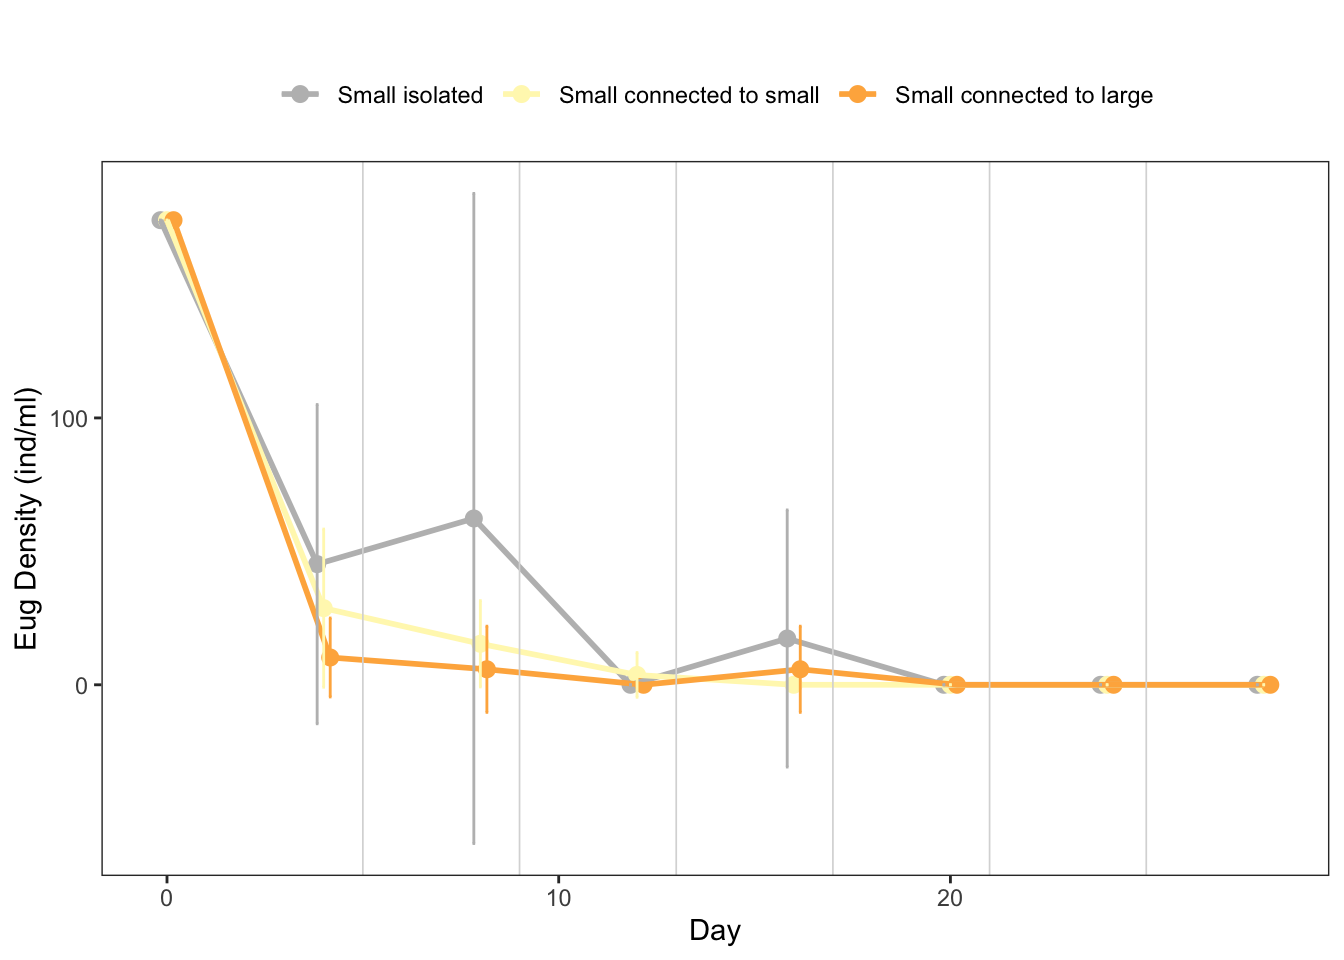 Small isolated Small connected to small Small connected to large
Eug Density (ind/ml)
100
0
0 10 20
Day